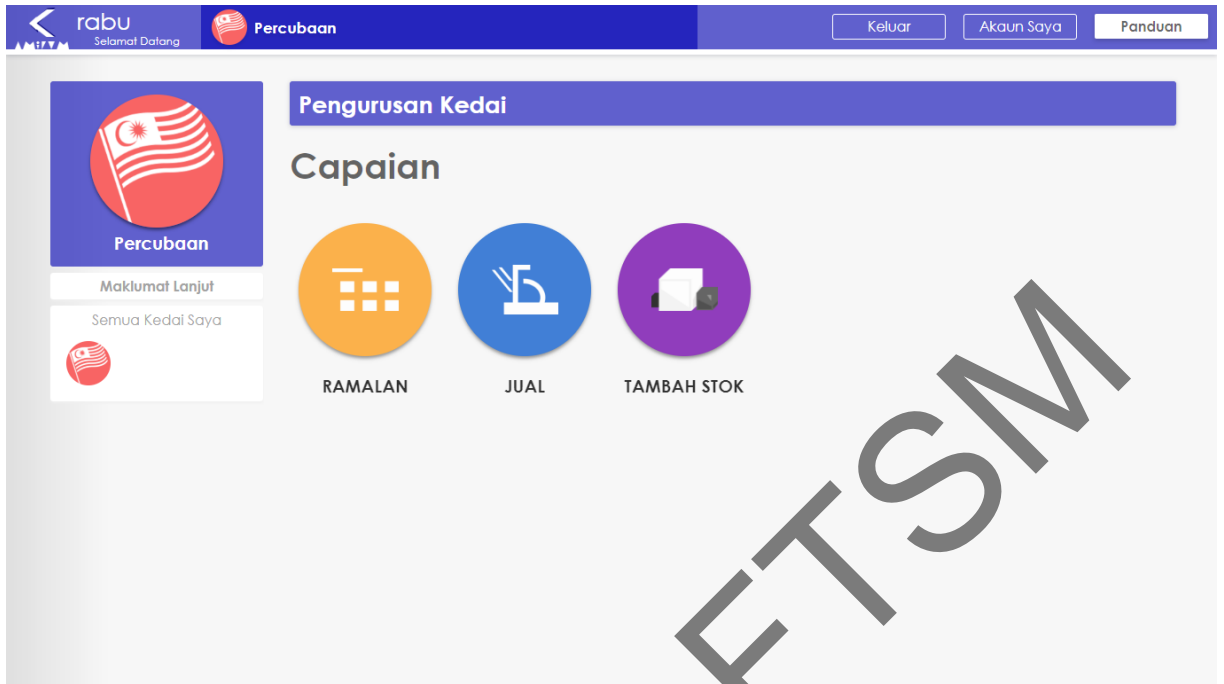 rabu
Selamat Datang
Percubaan
Keluar
Akaun Saya
Panduan
Percubaan
Maklumat Lanjut
Semua Kedai Saya
Pengurusan Kedai
Capaian
RAMALAN
JUAL
TAMBAH STOK
FTSM